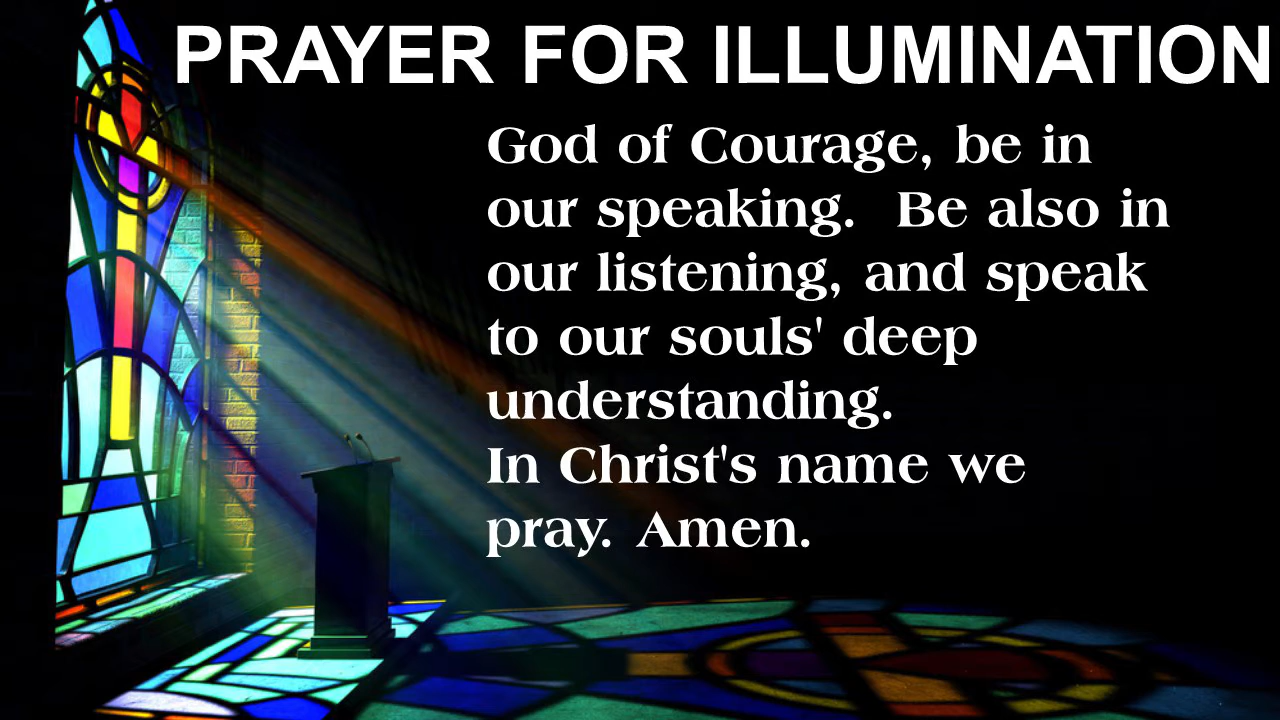 PRAYER FOR ILLUMINATION
God of Courage, be in
our speaking.  Be also in
our listening, and speak
to our souls' deep
understanding.
In Christ's name we
pray. Amen.